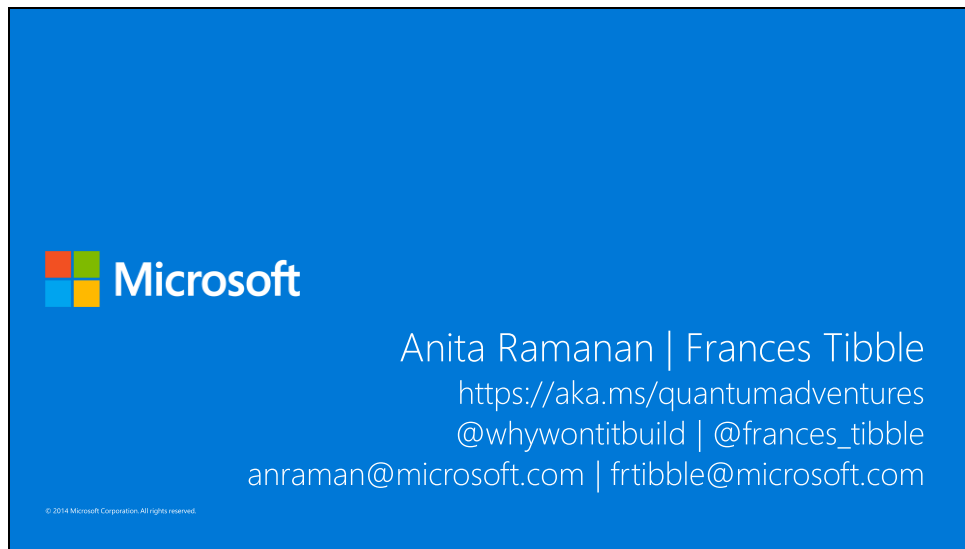 Microsoft
Anita Ramanan | Frances Tibble
https://aka.ms/quantumadventures
@whywontitbuild | @frances_tibble
anraman@microsoft.com | frtibble@microsoft.com
© 2014 Microsoft Corporation. All rights reserved.